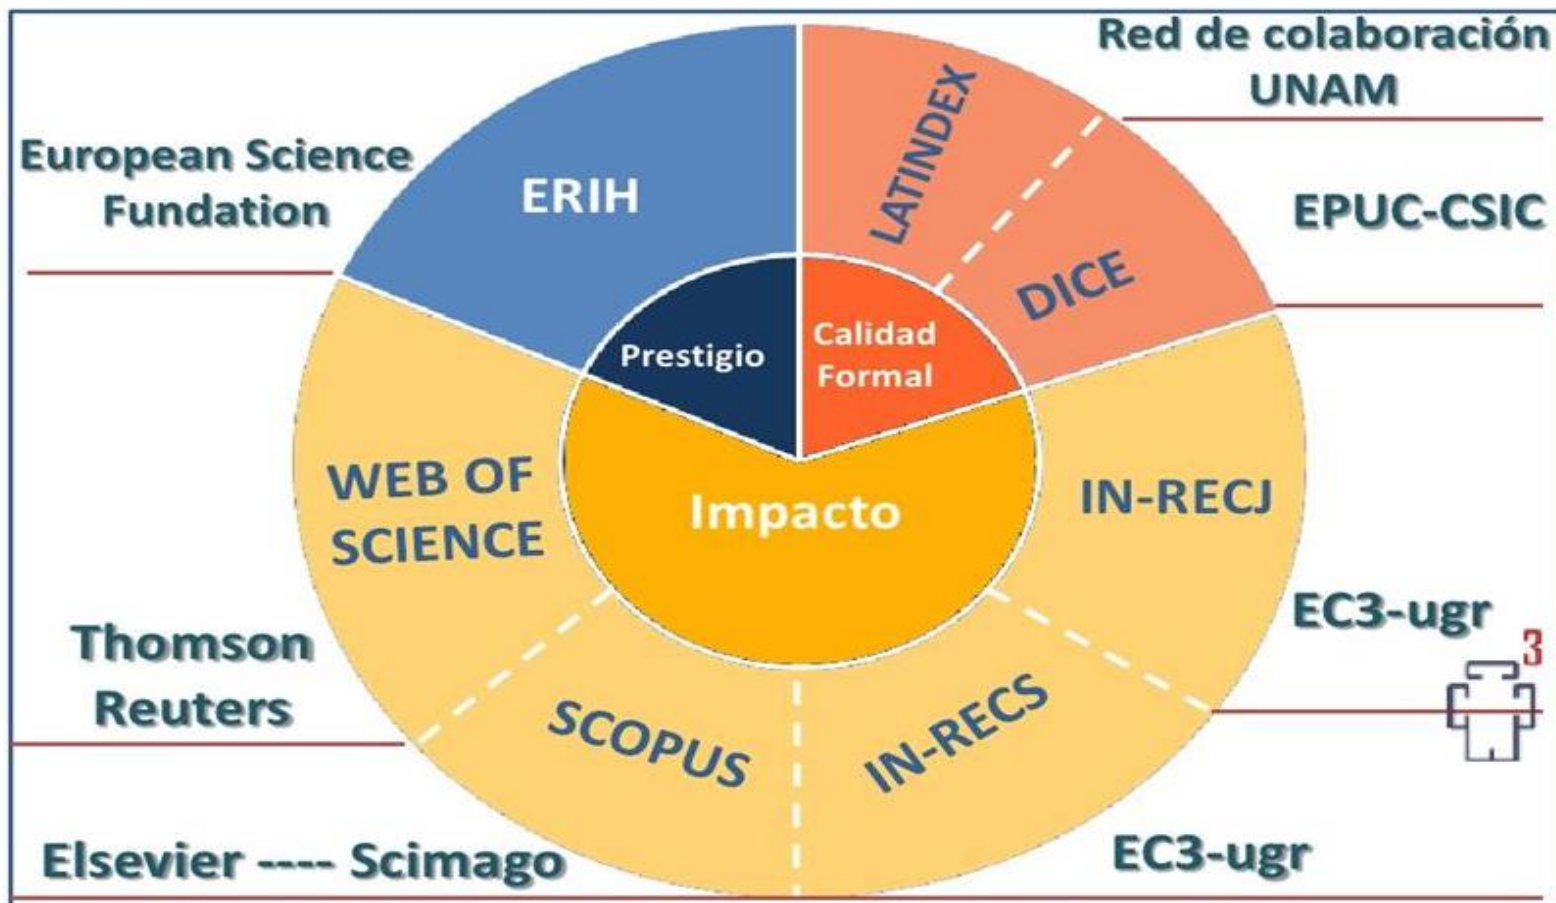 Red de colaboración
UNAM
European Science
Fundation
ERIH
LATINDEX
DICE
EPUC-CSIC
Prestigio
Calidad
Formal
WEB OF
SCIENCE
Impacto
IN-RECJ
Thomson
Reuters
EC3-ugr
3
SCOPUS
IN-RECS
Elsevier ---- Scimago
EC3-ugr